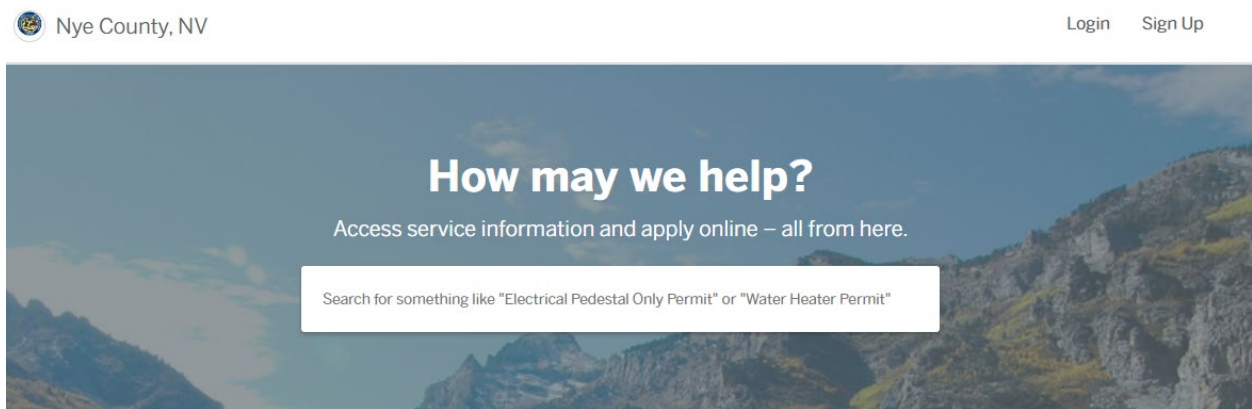 Nye County, NV
Login
Sign Up
How may we help?
Access service information and apply online – all from here.
Search for something like "Electrical Pedestal Only Permit" or "Water Heater Permit"